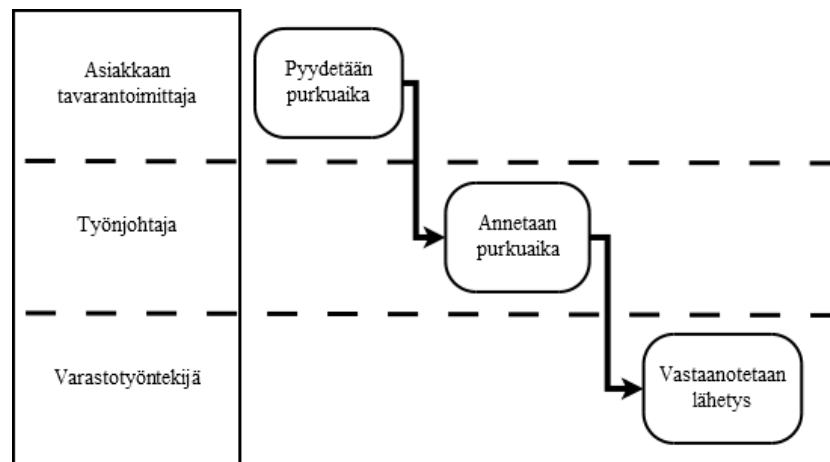 Asiakkaan
tavarantoimittaja
Pyydetään
purkuaika
Työnjohtaja
Annetaan
purkuaika
Varastotyöntekijä
Vastaanotetaan
lähetys